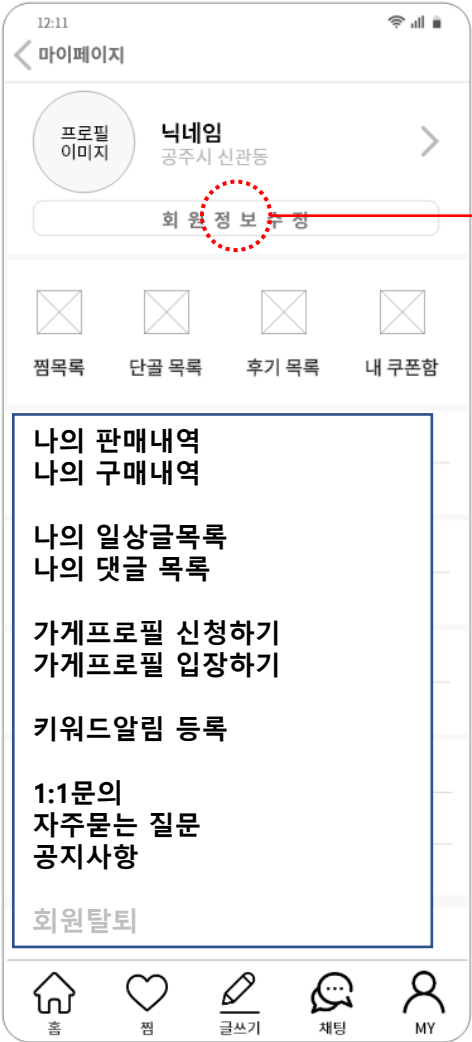 12:11
마이페이지
프로필
이미지
닉네임
공주시 신관동
회 원 정 보 수 정
찜목록 단골 목록 후기 목록 내 쿠폰함
나의 판매내역
나의 구매내역
나의 일상글목록
나의 댓글 목록
가게프로필 신청하기
가게프로필 입장하기
키워드알림 등록
1:1문의
자주묻는 질문
공지사항
회원탈퇴
홈 찜 글쓰기 채팅 MY